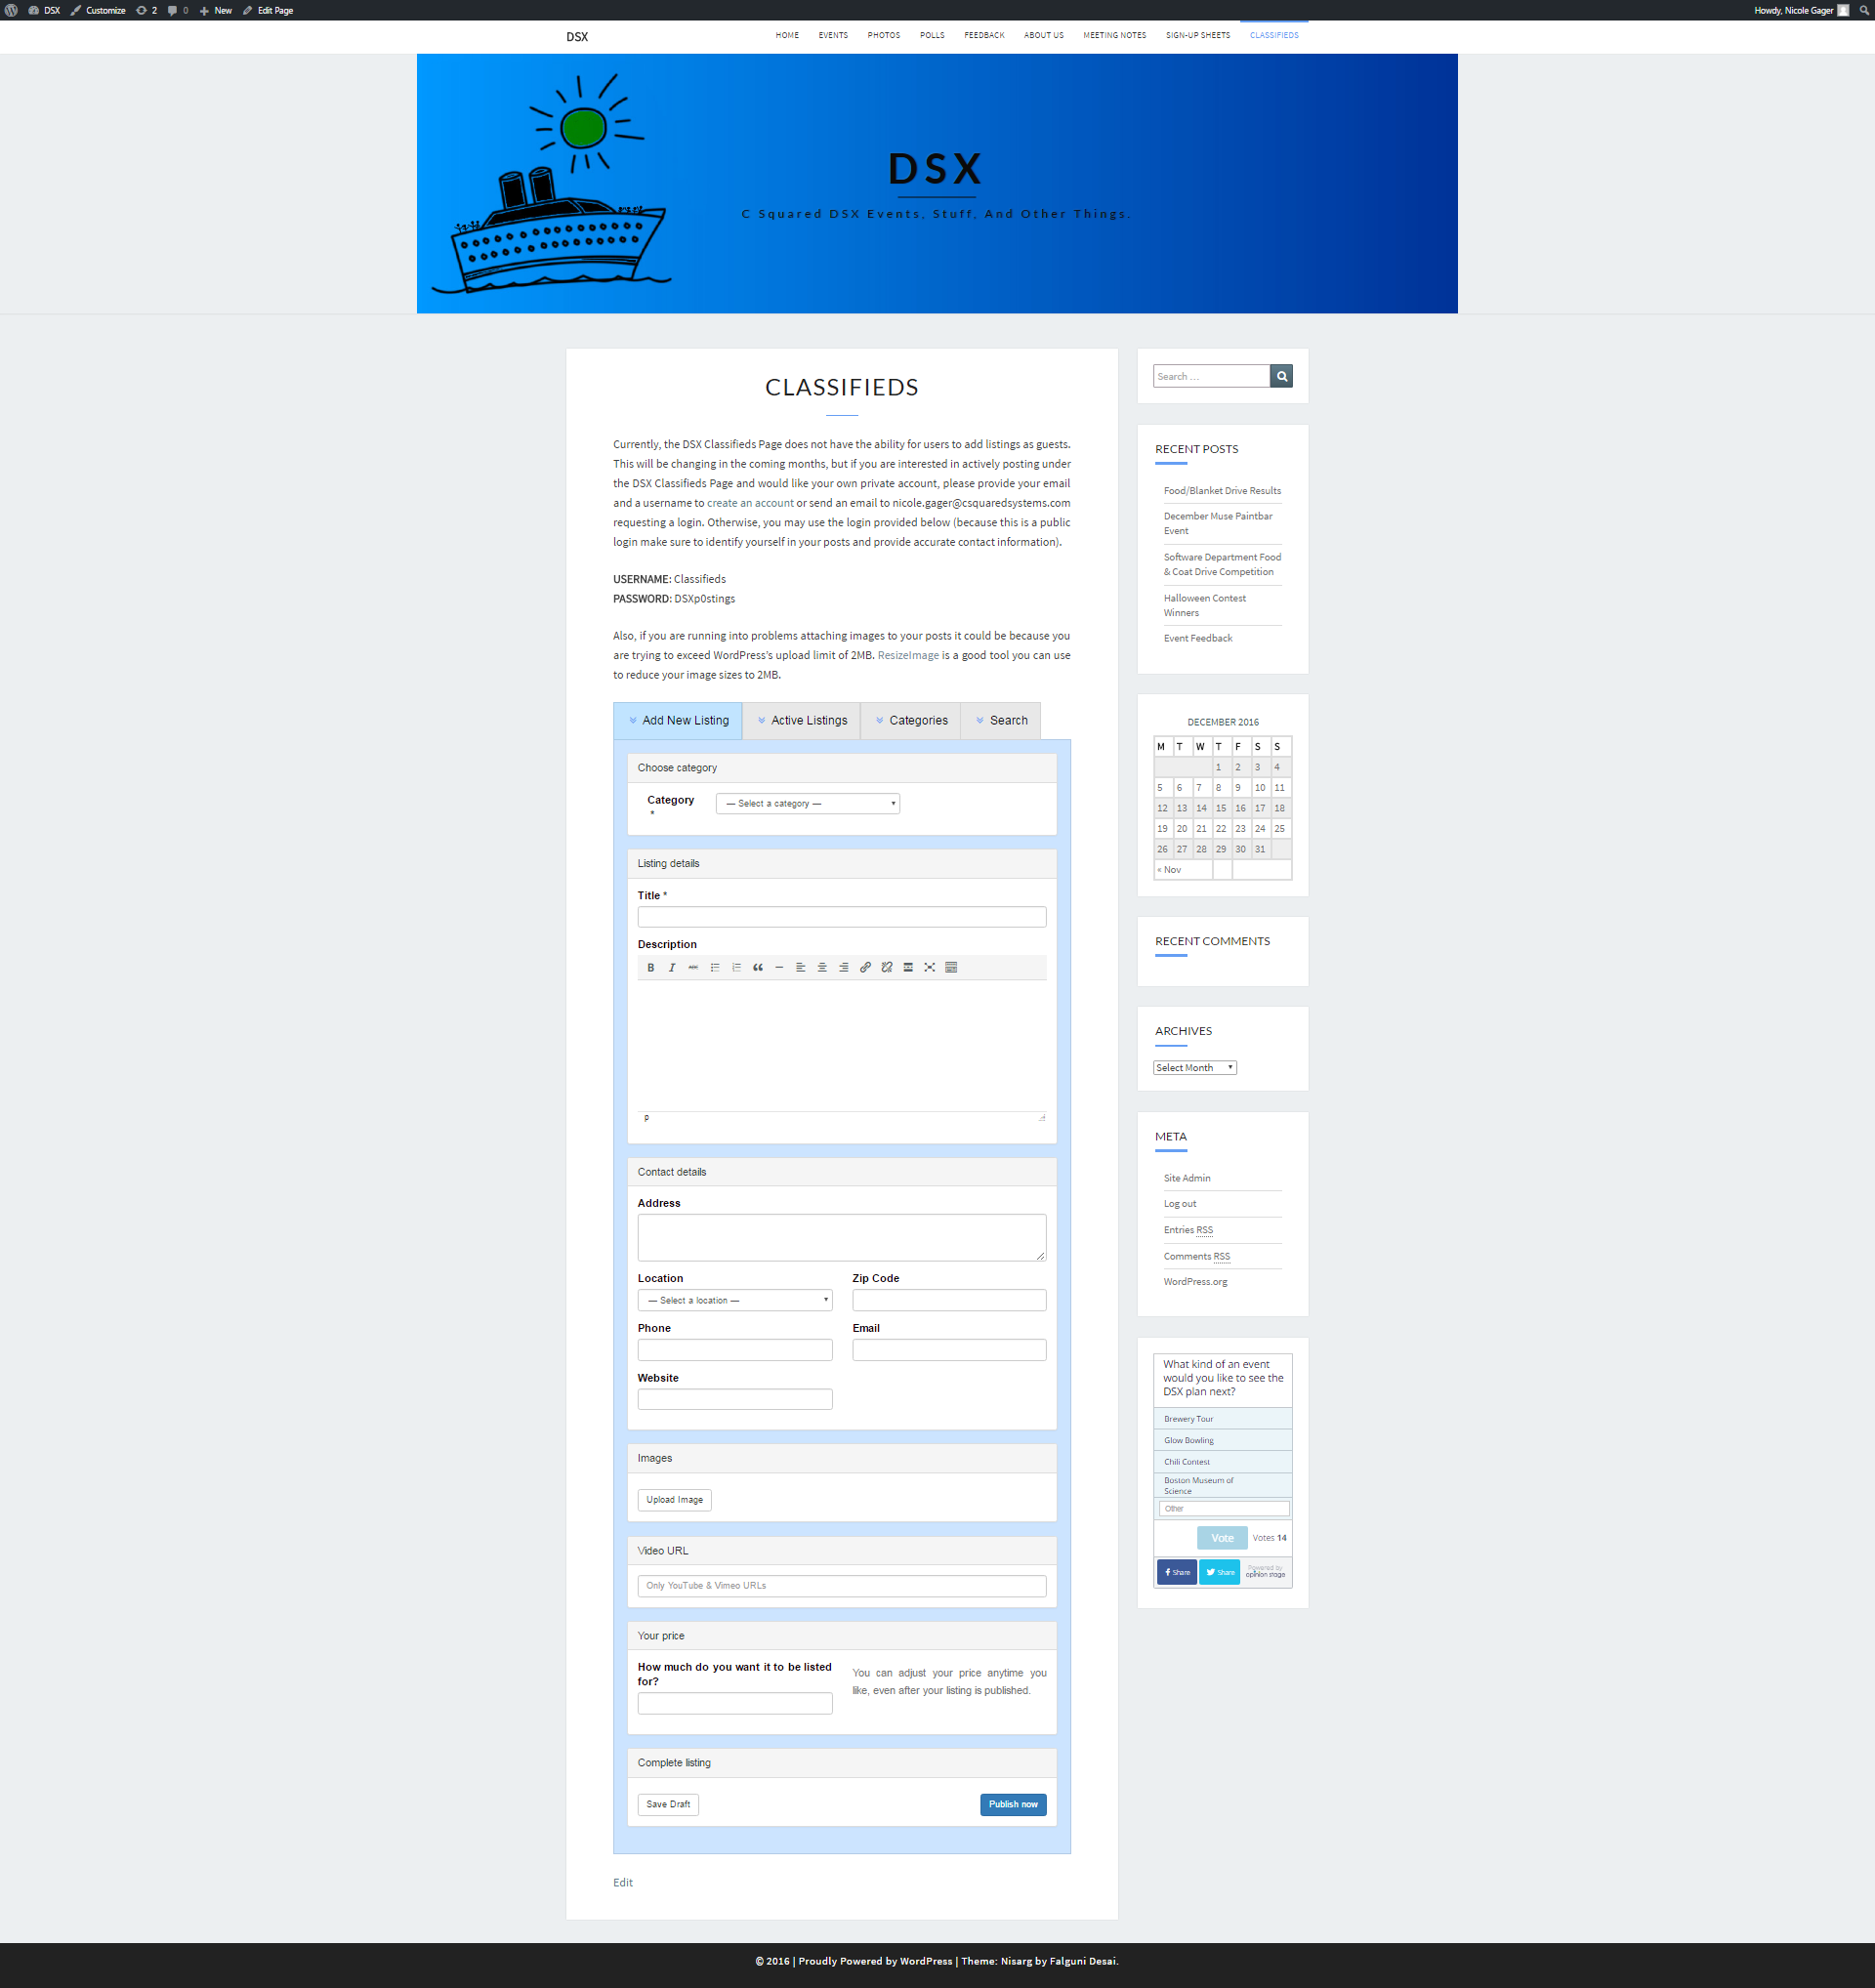 DSX Customize 2 0 New Edit Page Howdy, Nicole Gager
DSX HOME EVENTS PHOTOS POLLS FEEDBACK ABOUT US MEETING NOTES SIGN-UP SHEETS CLASSIFIEDS
DSX
C Squared DSX Events, Stuff, And Other Things.
CLASSIFIEDS
Currently, the DSX Classifieds Page does not have the ability for users to add listings as guests.
This will be changing in the coming months, but if you are interested in actively posting under
the DSX Classifieds Page and would like your own private account, please provide your email
and a username to create an account or send an email to nicole.gager@csquaredsystems.com
requesting a login. Otherwise, you may use the login provided below (because this is a public
login make sure to identify yourself in your posts and provide accurate contact information).
USERNAME: Classifieds
PASSWORD: DSXp0stings
Also, if you are running into problems attaching images to your posts it could be because you
are trying to exceed WordPress's upload limit of 2MB. ResizeImage is a good tool you can use
to reduce your image sizes to 2MB.
Add New Listing Active Listings Categories Search
Choose category
Category — Select a category —
*
Listing details
Title *
Description
B I ABC
p
Contact details
Address
Location Zip Code
— Select a location —
Phone Email
Website
Images
Upload Image
Video URL
Only YouTube & Vimeo URLs
Your price
How much do you want it to be listed
for?
You can adjust your price anytime you
like, even after your listing is published.
Complete listing
Save Draft Publish now
Edit
Search …
RECENT POSTS
Food/Blanket Drive Results
December Muse Paintbar
Event
Software Department Food
& Coat Drive Competition
Halloween Contest
Winners
Event Feedback
DECEMBER 2016
M T W T F S S
1 2 3 4
5 6 7 8 9 10 11
12 13 14 15 16 17 18
19 20 21 22 23 24 25
26 27 28 29 30 31
« Nov
RECENT COMMENTS
ARCHIVES
Select Month
META
Site Admin
Log out
Entries RSS
Comments RSS
WordPress.org
What kind of an event
would you like to see the
DSX plan next?
Brewery Tour
Glow Bowling
Chili Contest
Boston Museum of
Science
Other
Vote Votes 14
Share Share Powered by
opinion stage
© 2016 | Proudly Powered by WordPress | Theme: Nisarg by Falguni Desai.